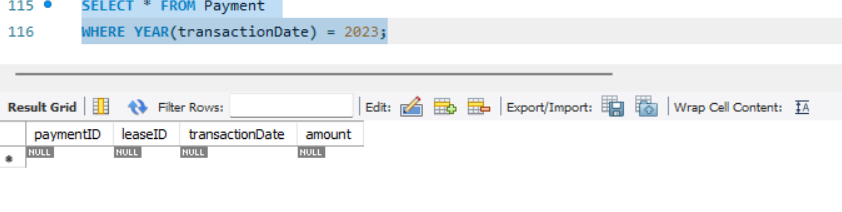 115 SELECT * FROM Payment
116 WHERE YEAR(transactionDate) = 2023;
Result Grid Filter Rows: Edit: Export/Import: Wrap Cell Content: IA
paymentID leaseID transactionDate amount
* NULL NULL NULL NULL